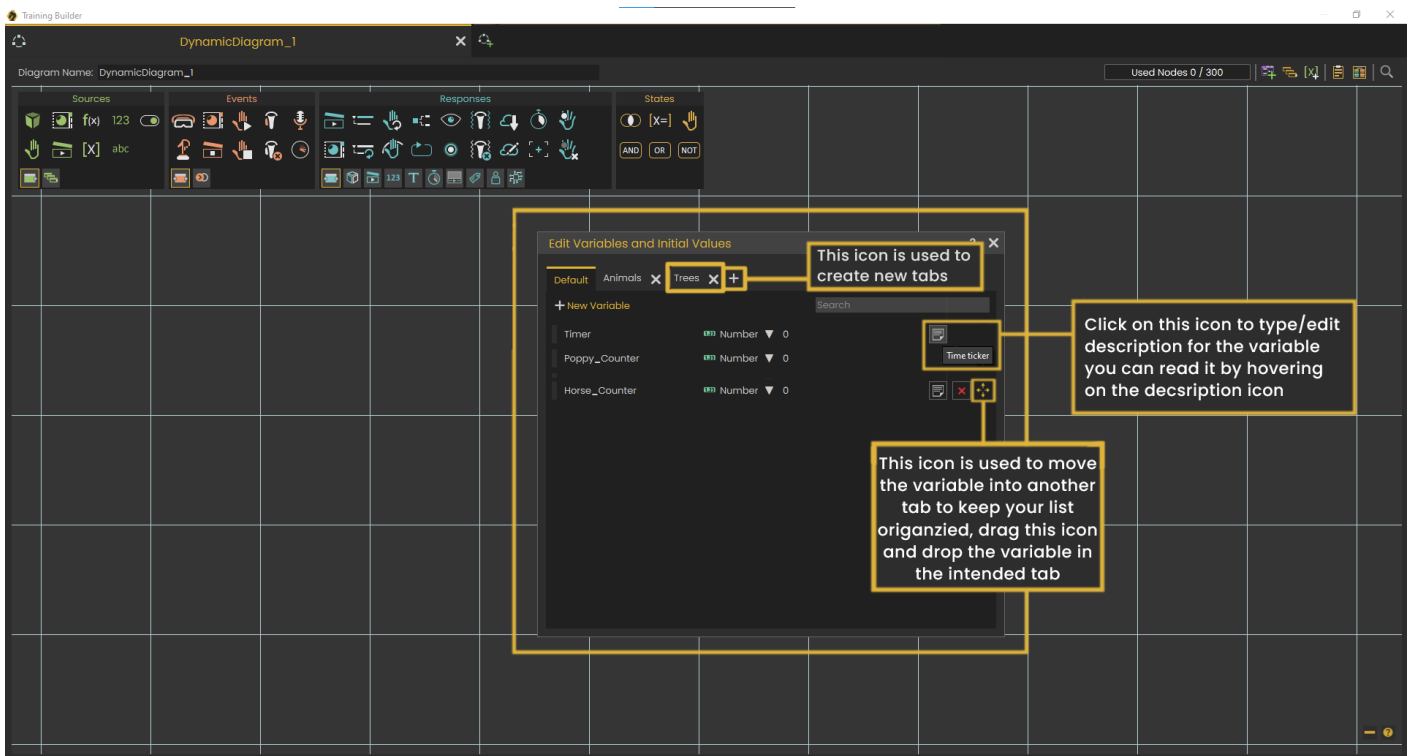 Training Builder
DynamicDiagram_1
Diagram Name: DynamicDiagram_1
Used Nodes 0 / 300
Sources
Events
Responses
States
f(x) 123
[X=]
[X] abc
AND OR NOT
123 T
Edit Variables and Initial Values
Default Animals Trees
This icon is used to
create new tabs
New Variable
Search
Timer Number 0
Time ticker
Poppy_Counter Number 0
Horse_Counter Number 0
Click on this icon to type/edit
description for the variable
you can read it by hovering
on the decsription icon
This icon is used to move
the variable into another
tab to keep your list
origanzied, drag this icon
and drop the variable in
the intended tab